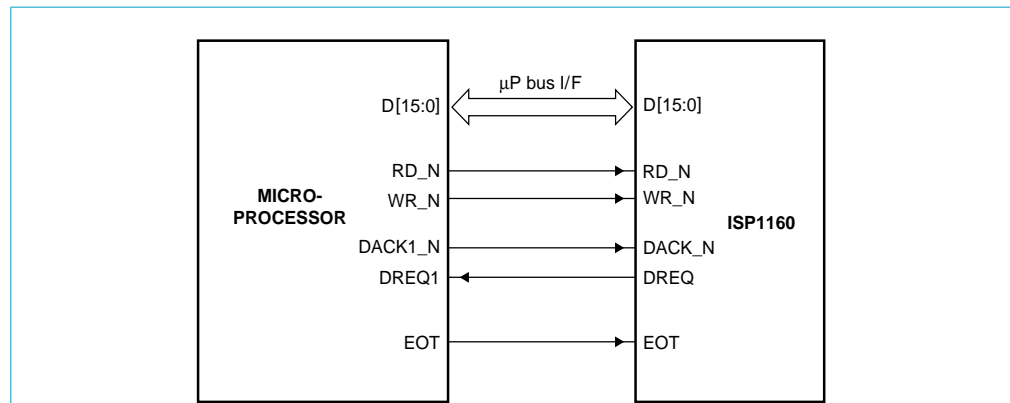 µP bus I/F
D[15:0]
D[15:0]
RD_N
RD_N
MICRO-
PROCESSOR
WR_N
WR_N
ISP1160
DACK1_N
DACK_N
DREQ1
DREQ
EOT
EOT